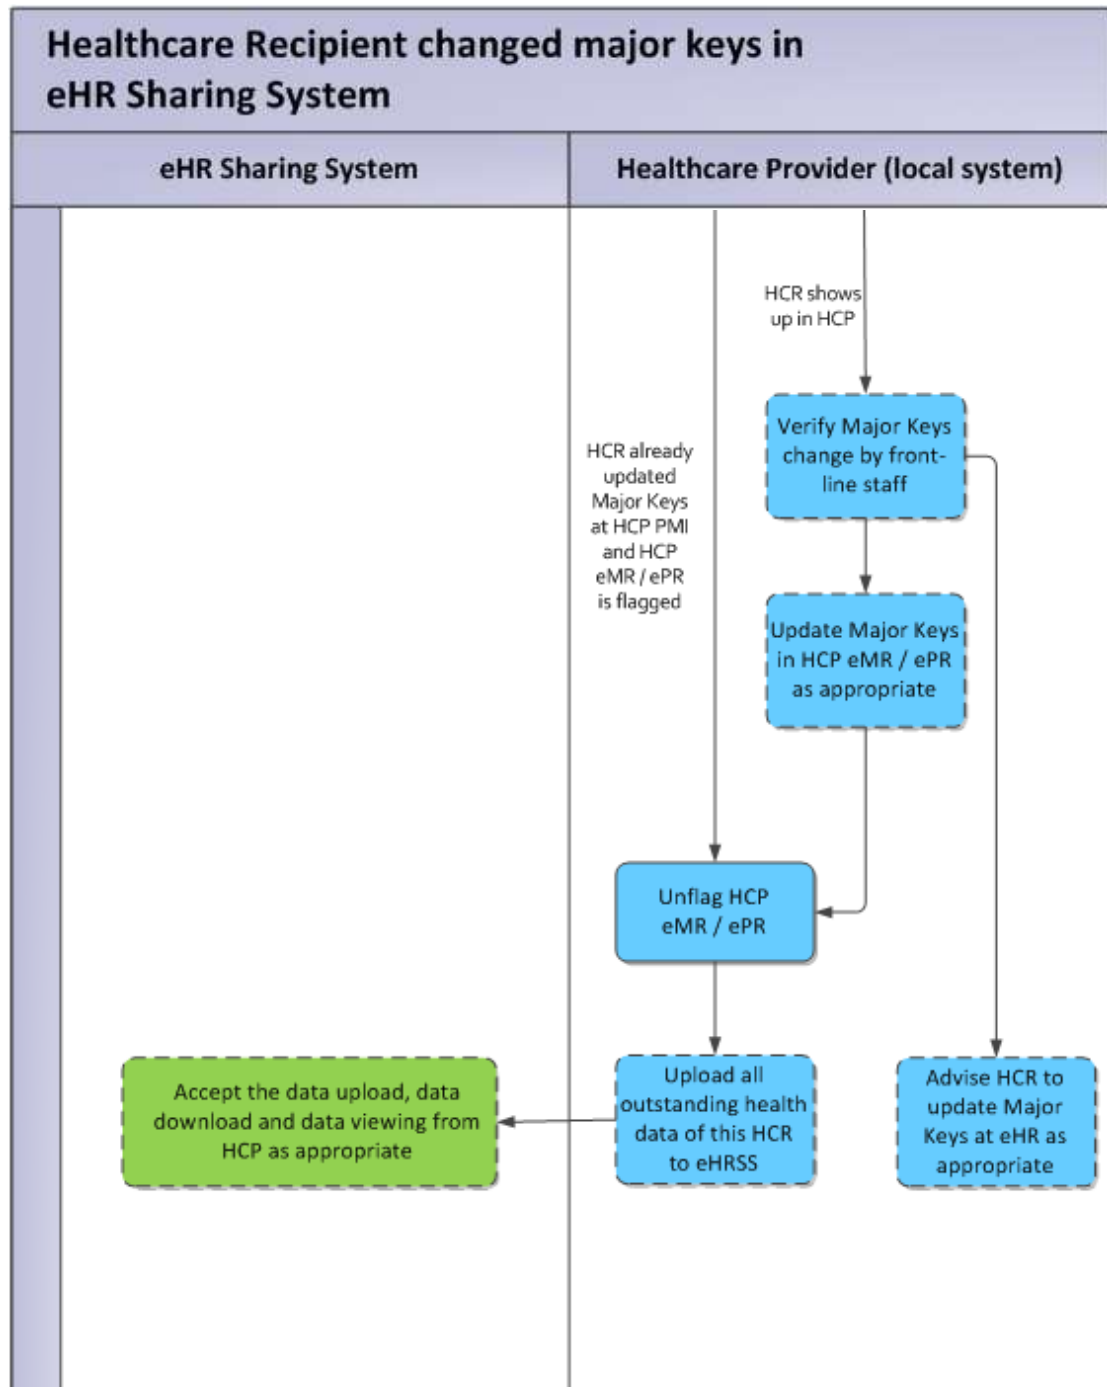 Healthcare Recipient changed major keys in
eHR Sharing System
eHR Sharing System
Healthcare Provider (local system)
HCR shows
up in HCP
Verify Major Keys
change by front-
line staff
HCR already
updated
Major Keys
at HCP PMI
and HCP
eMR / ePR
is flagged
Update Major Keys
in HCP eMR / ePR
as appropriate
Unflag HCP
eMR / ePR
Accept the data upload, data
download and data viewing from
HCP as appropriate
Upload all
outstanding health
data of this HCR
to eHRSS
Advise HCR to
update Major
Keys at eHR as
appropriate